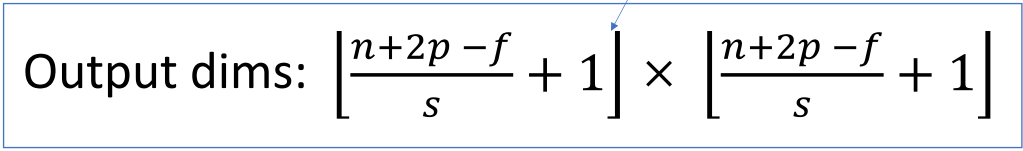 Output dims: ⌊(n+2p −f)/s + 1⌋ × ⌊(n+2p −f)/s + 1⌋